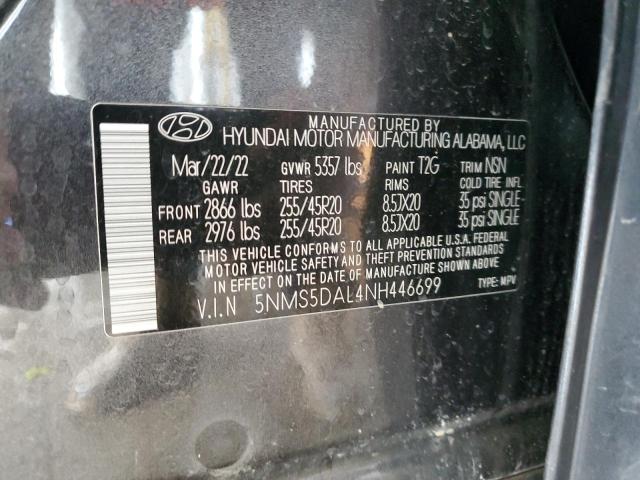 MANUFACTURED BY
HYUNDAI MOTOR MANUFACTURING ALABAMA, LLC
Mar/22/22 GVWR 5357 lbs PAINT T2G TRIM NSN
GAWR TIRES RIMS COLD TIRE INFL.
FRONT 2866 lbs 255/45R20 8.5JX20 35 psi SINGLE
REAR 2976 lbs 255/45R20 8.5JX20 35 psi SINGLE
THIS VEHICLE CONFORMS TO ALL APPLICABLE U.S.A. FEDERAL
MOTOR VEHICLE SAFETY AND THEFT PREVENTION STANDARDS
IN EFFECT ON THE DATE OF MANUFACTURE SHOWN ABOVE.
V.I.N 5NMS5DAL4NH446699 TYPE: MPV